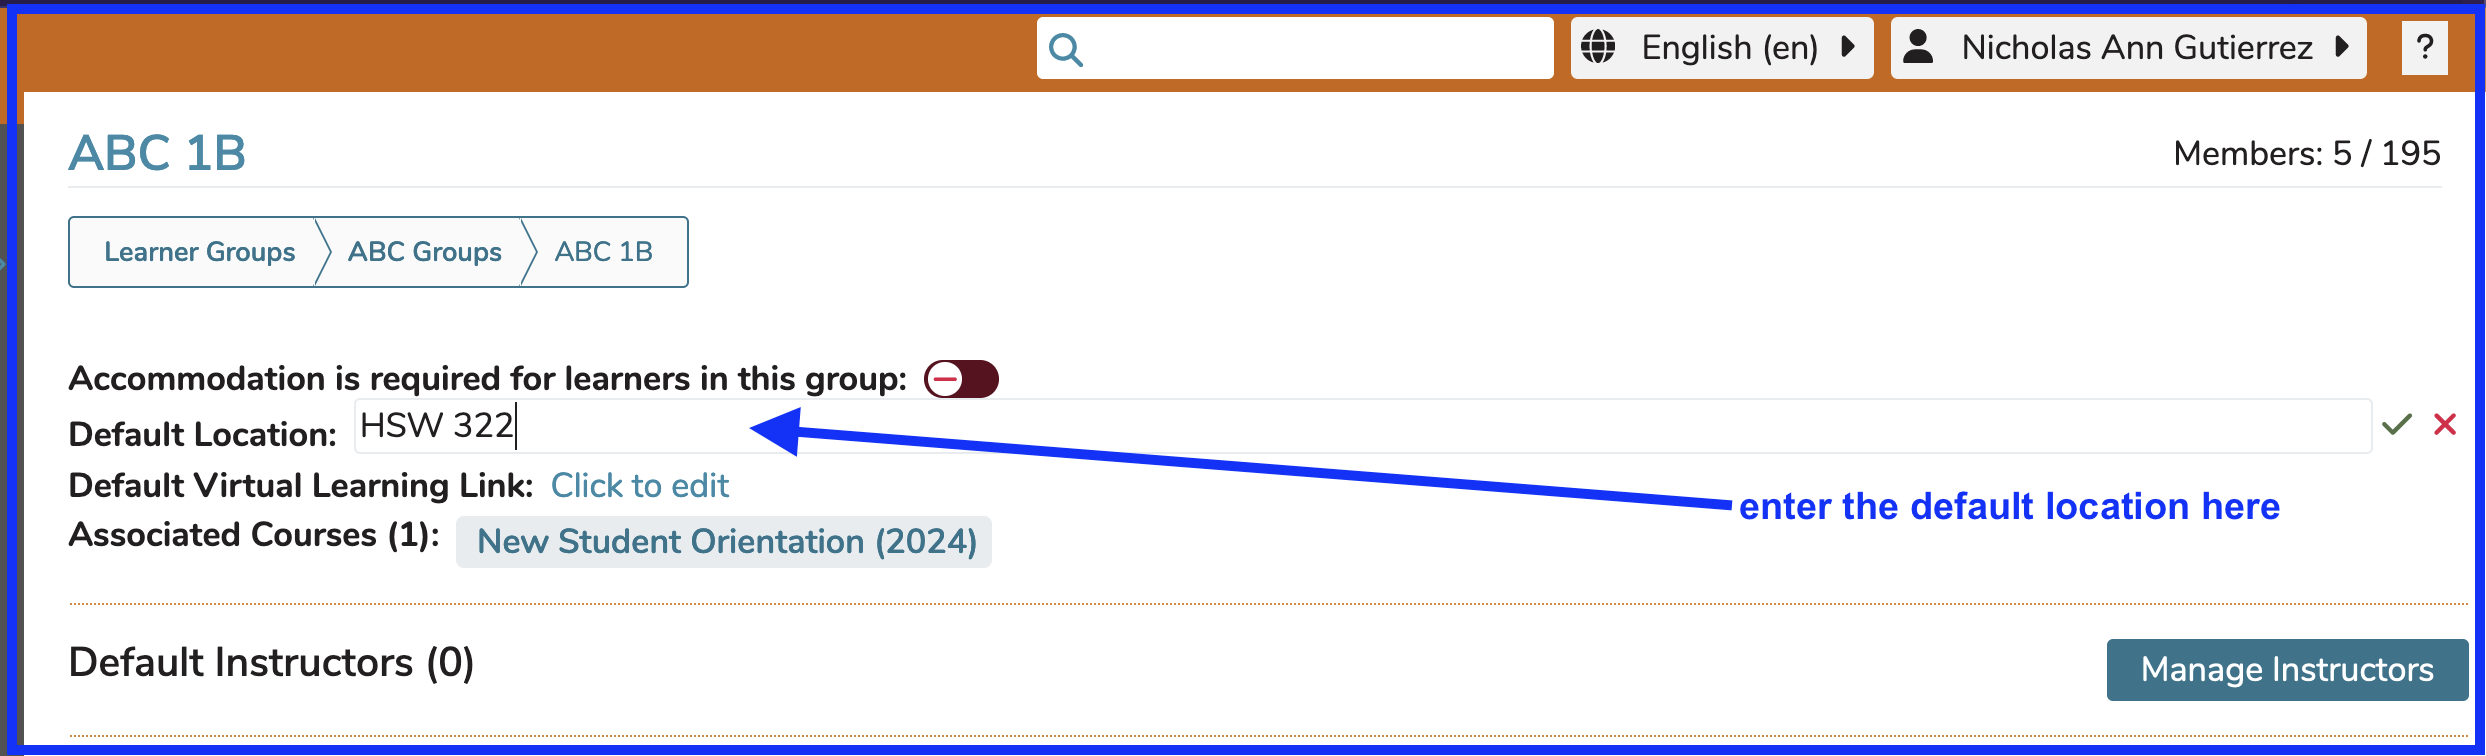 English (en)
Nicholas Ann Gutierrez
?
ABC 1B
Members: 5 / 195
Learner Groups
ABC Groups
ABC 1B
Accommodation is required for learners in this group:
Default Location: HSW 322
Default Virtual Learning Link: Click to edit
enter the default location here
Associated Courses (1): New Student Orientation (2024)
Default Instructors (0)
Manage Instructors